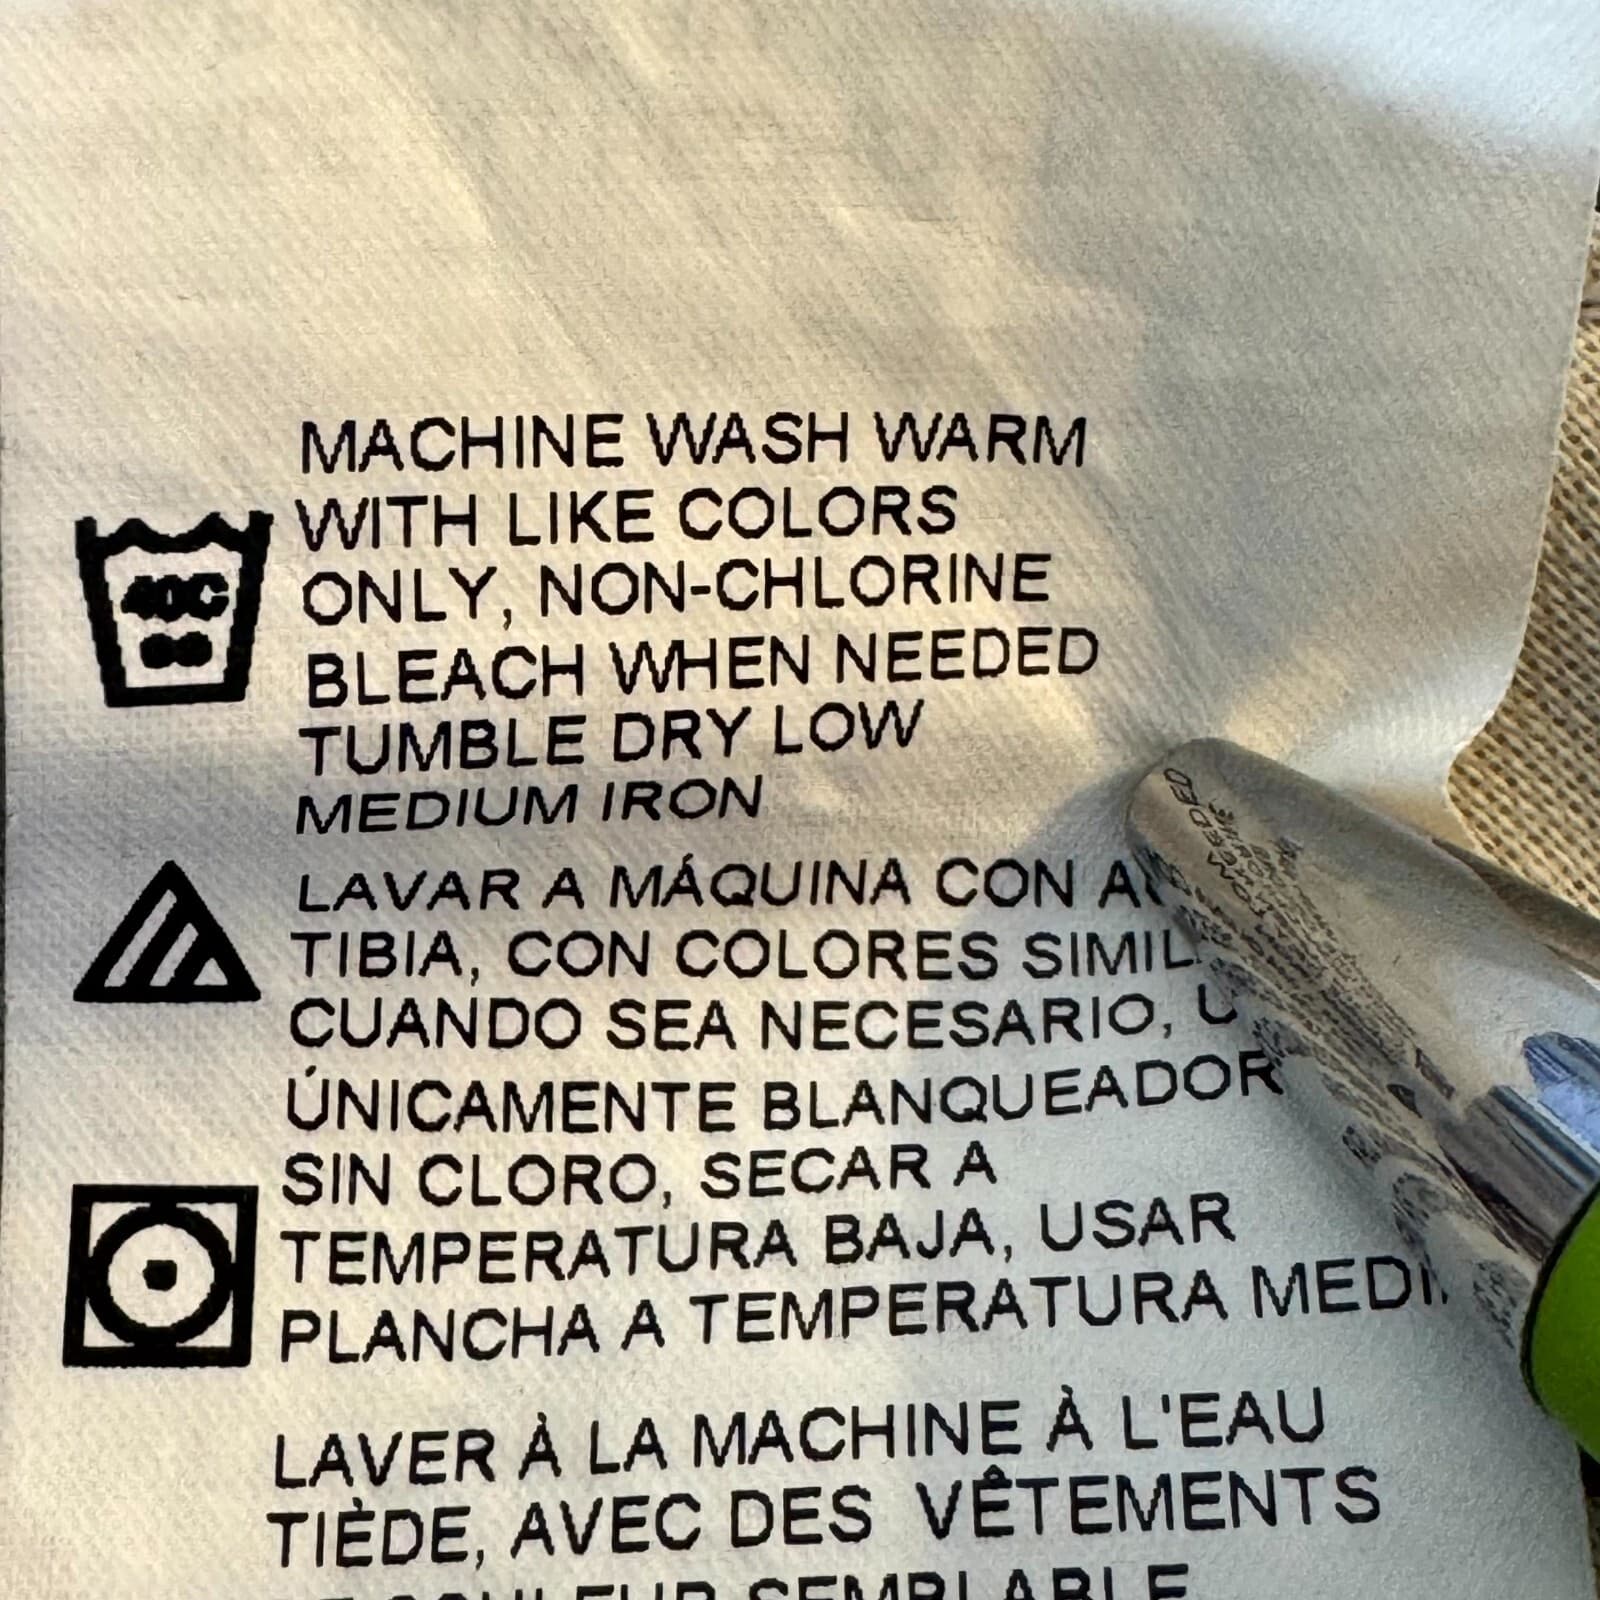 MACHINE WASH WARM
WITH LIKE COLORS
ONLY, NON-CHLORINE
BLEACH WHEN NEEDED
TUMBLE DRY LOW
MEDIUM IRON
40C
LAVAR A MÁQUINA CON
TIBIA, CON COLORES
CUANDO SEA NECESARIO,
ÚNICAMENTE BLANQUEADOR
SIN CLORO, SECAR A
TEMPERATURA BAJA, USAR
PLANCHA A TEMPERATURA
LAVER À LA MACHINE À L'EAU
TIÈDE, AVEC DES VÊTEMENTS
SEMBLABLE